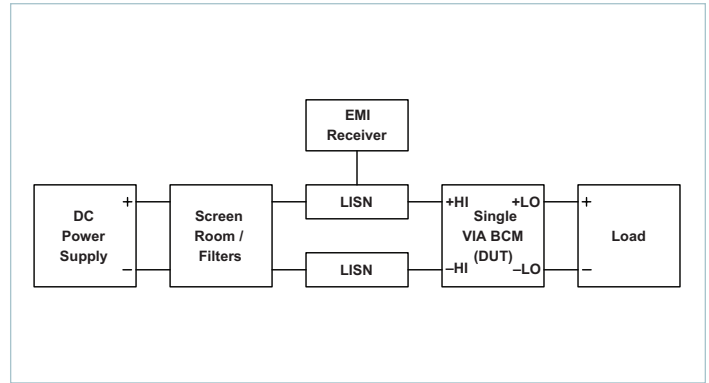 EMI
Receiver
DC
Power
Supply
+
–
Screen
Room /
Filters
LISN
LISN
+HI
+LO
Single
VIA BCM
(DUT)
–HI
–LO
+
–
Load